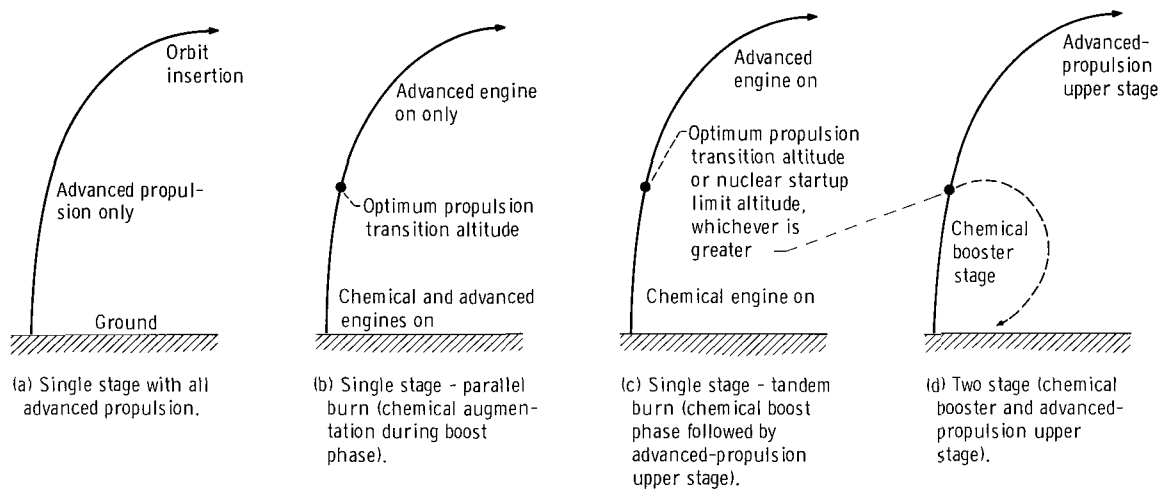 Orbit
insertion
Advanced propul-
sion only
Ground
(a) Single stage with all
advanced propulsion.
Advanced engine
on only
Optimum propulsion
transition altitude
Chemical and advanced
engines on
(b) Single stage - parallel
burn (chemical augmen-
tation during boost
phase).
Advanced
engine on
Optimum propulsion
transition altitude
or nuclear startup
limit altitude,
whichever is
greater
Chemical engine on
(c) Single stage - tandem
burn (chemical boost
phase followed by
advanced-propulsion
upper stage).
Advanced-
propulsion
upper stage
Chemical
booster
stage
(d) Two stage (chemical
booster and advanced-
propulsion upper
stage).